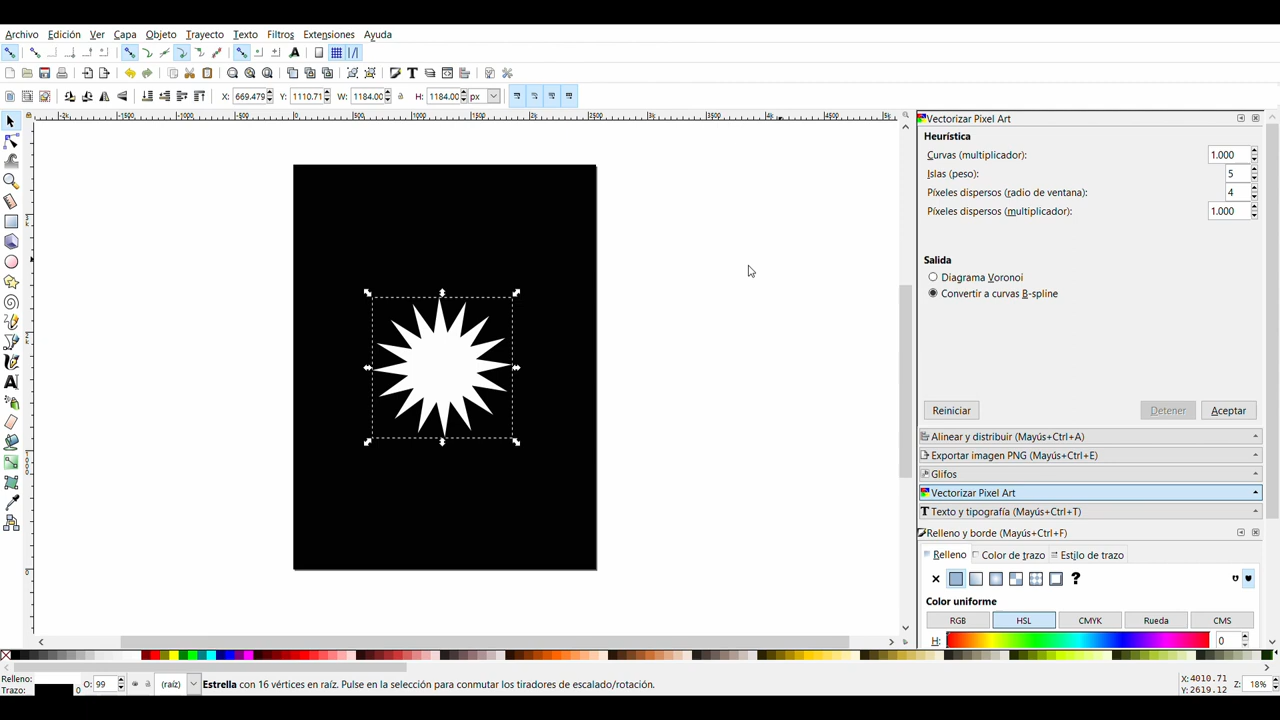 Archivo Edición Ver Capa Objeto Trayecto Texto Filtros Extensiones Ayuda
X: 669.479 Y: 1110.71 W: 1184.00 H: 1184.00 px
Vectorizar Pixel Art
Heurística
Curvas (multiplicador): 1.000
Islas (peso): 5
Píxeles dispersos (radio de ventana): 4
Píxeles dispersos (multiplicador): 1.000
Salida
Diagrama Voronoi
Convertir a curvas B-spline
Reiniciar Detener Aceptar
Alinear y distribuir (Mayús+Ctrl+A)
Exportar imagen PNG (Mayús+Ctrl+E)
Glifos
Vectorizar Pixel Art
Texto y tipografía (Mayús+Ctrl+T)
Relleno y borde (Mayús+Ctrl+F)
Relleno Color de trazo Estilo de trazo
?
Color uniforme
RGB HSL CMYK Rueda CMS
H: 0
Relleno:
Trazo: 0
O: 99 (raíz) Estrella con 16 vértices en raíz. Pulse en la selección para conmutar los tiradores de escalado/rotación.
X: 4010.71
Y: 2619.12
Z: 18%